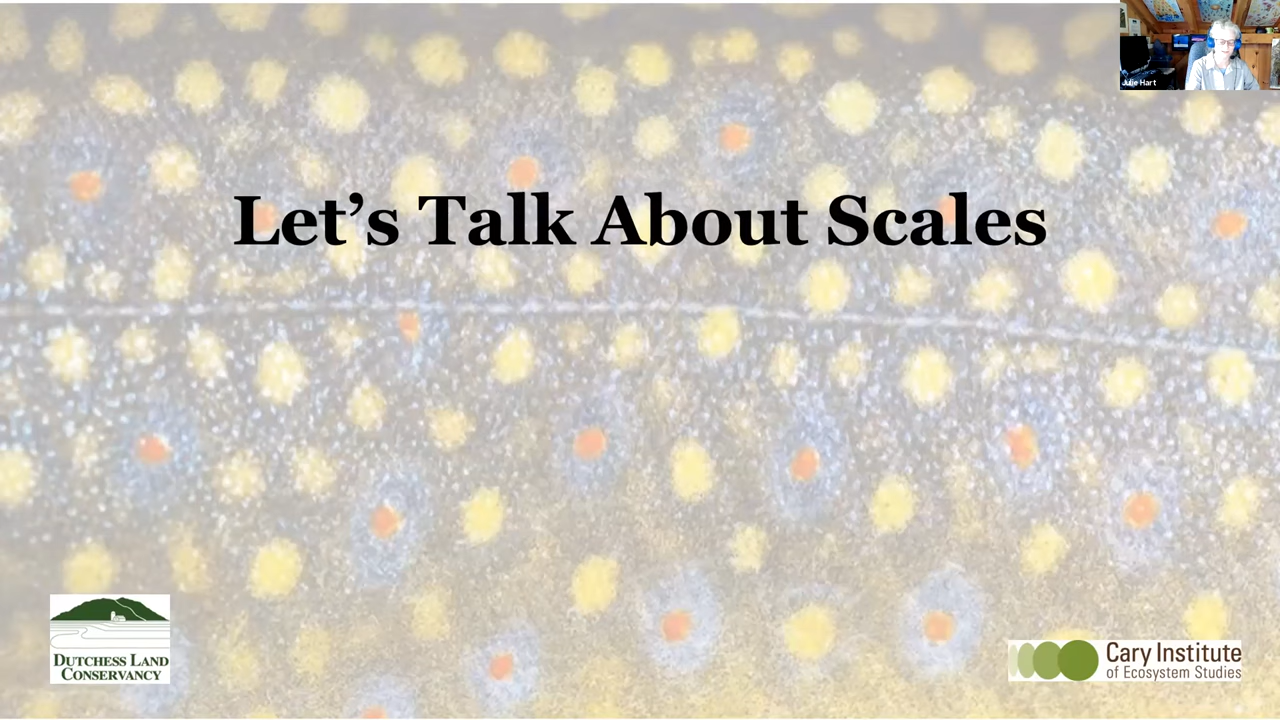 Julie Hart
Let's Talk About Scales
DUTCHESS LAND
CONSERVANCY
Cary Institute
of Ecosystem Studies